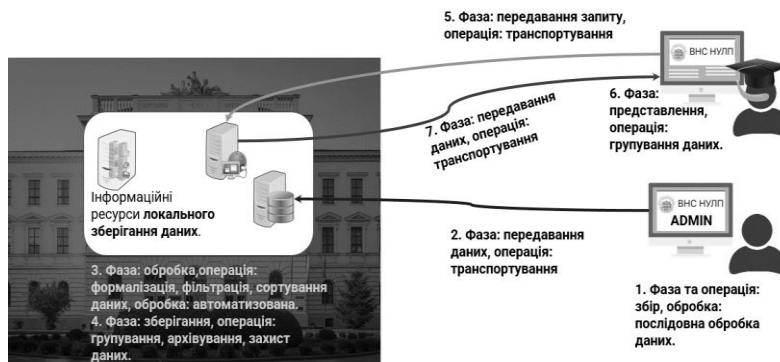 5. Фаза: передавання запиту,
операція: транспортування
ВНС НУЛП
6. Фаза:
представлення,
операція:
групування даних.
7. Фаза: передавання
даних, операція:
транспортування
Інформаційні
ресурси локального
зберігання даних.
ВНС НУЛП
ADMIN
2. Фаза: передавання
даних, операція:
транспортування
3. Фаза: обробка,операція:
формалізація, фільтрація, сортування
даних, обробка: автоматизована.
4. Фаза: зберігання, операція:
групування, архівування, захист
даних.
1. Фаза та операція:
збір, обробка:
послідовна обробка
даних.